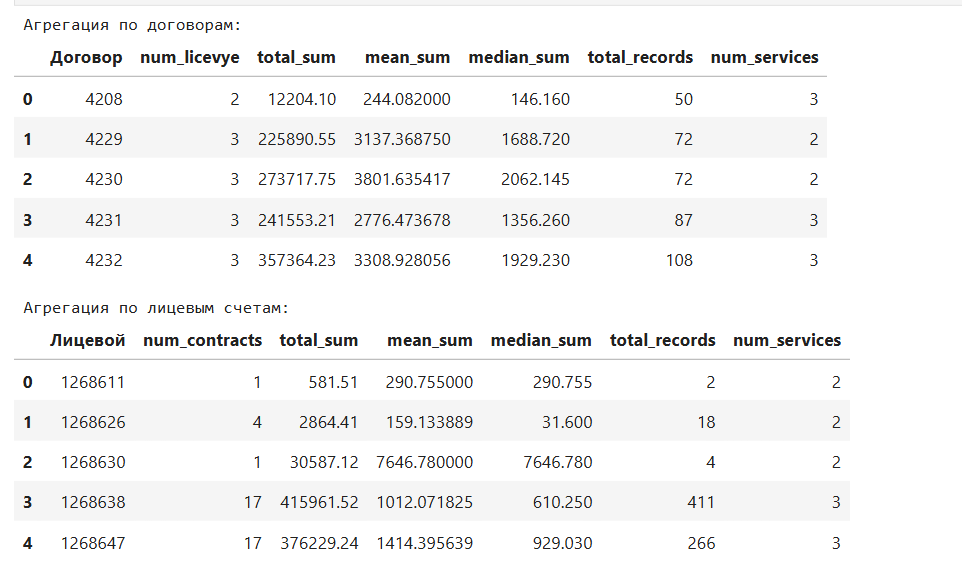 Агрегация по договорам:
Договор num_licevye total_sum mean_sum median_sum total_records num_services
0 4208 2 12204.10 244.082000 146.160 50 3
1 4229 3 225890.55 3137.368750 1688.720 72 2
2 4230 3 273717.75 3801.635417 2062.145 72 2
3 4231 3 241553.21 2776.473678 1356.260 87 3
4 4232 3 357364.23 3308.928056 1929.230 108 3
Агрегация по лицевым счетам:
Лицевой num_contracts total_sum mean_sum median_sum total_records num_services
0 1268611 1 581.51 290.755000 290.755 2 2
1 1268626 4 2864.41 159.133889 31.600 18 2
2 1268630 1 30587.12 7646.780000 7646.780 4 2
3 1268638 17 415961.52 1012.071825 610.250 411 3
4 1268647 17 376229.24 1414.395639 929.030 266 3